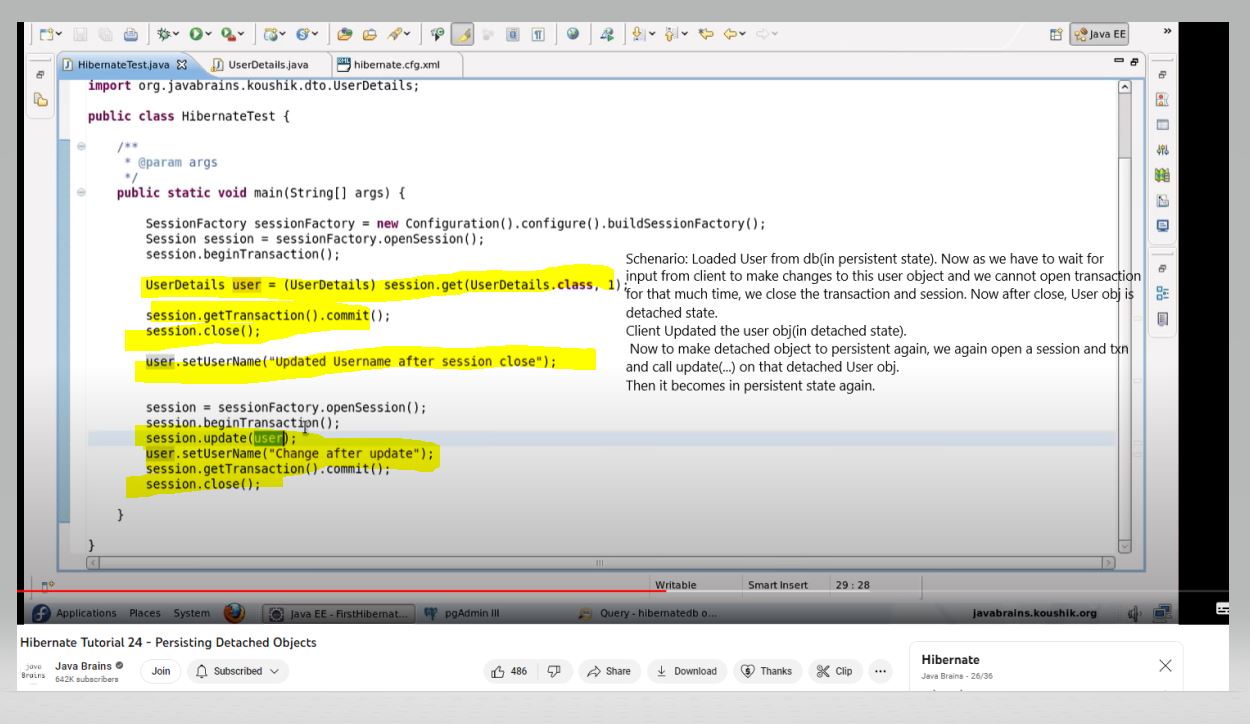 Java EE
HibernateTest.java
UserDetails.java
hibernate.cfg.xml
import org.javabrains.koushik.dto.UserDetails;
public class HibernateTest {
/**
* @param args
*/
public static void main(String[] args) {
SessionFactory sessionFactory = new Configuration().configure().buildSessionFactory();
Session session = sessionFactory.openSession();
session.beginTransaction();
UserDetails user = (UserDetails) session.get(UserDetails.class, 1);
session.getTransaction().commit();
session.close();
user.setUserName("Updated Username after session close");
session = sessionFactory.openSession();
session.beginTransaction();
session.update(user);
user.setUserName("Change after update");
session.getTransaction().commit();
session.close();
}
}
Schenario: Loaded User from db(in persistent state). Now as we have to wait for
input from client to make changes to this user object and we cannot open transaction
for that much time, we close the transaction and session. Now after close, User obj is
detached state.
Client Updated the user obj(in detached state).
Now to make detached object to persistent again, we again open a session and txn
and call update(...) on that detached User obj.
Then it becomes in persistent state again.
Writable
Smart Insert
29 : 28
Applications Places System
Java EE - FirstHibernat...
pgAdmin III
Query - hibernatedb o...
javabrains.koushik.org
Hibernate Tutorial 24 - Persisting Detached Objects
java
Brains
Java Brains
642K subscribers
Join
Subscribed
486
Share
Download
Thanks
Clip
Hibernate
Java Brains - 26/36